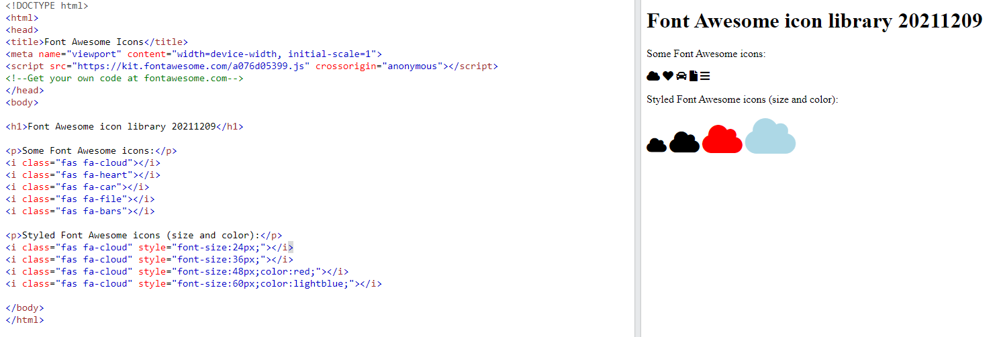 <!DOCTYPE html>
<html>
<head>
<title>Font Awesome Icons</title>
<meta name="viewport" content="width=device-width, initial-scale=1">
<script src="https://kit.fontawesome.com/a076d05399.js" crossorigin="anonymous"></script>
<!--Get your own code at fontawesome.com-->
</head>
<body>

<h1>Font Awesome icon library 20211209</h1>

<p>Some Font Awesome icons:</p>
<i class="fas fa-cloud"></i>
<i class="fas fa-heart"></i>
<i class="fas fa-car"></i>
<i class="fas fa-file"></i>
<i class="fas fa-bars"></i>

<p>Styled Font Awesome icons (size and color):</p>
<i class="fas fa-cloud" style="font-size:24px;"></i>
<i class="fas fa-cloud" style="font-size:36px;"></i>
<i class="fas fa-cloud" style="font-size:48px;color:red;"></i>
<i class="fas fa-cloud" style="font-size:60px;color:lightblue;"></i>

</body>
</html>
Font Awesome icon library 20211209
Some Font Awesome icons:
Styled Font Awesome icons (size and color):